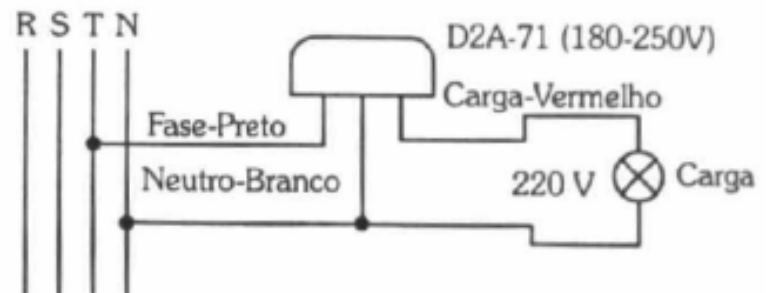 R S T N
D2A-71 (180-250V)
Carga-Vermelho
Fase-Preto
Neutro-Branco
220 V
Carga